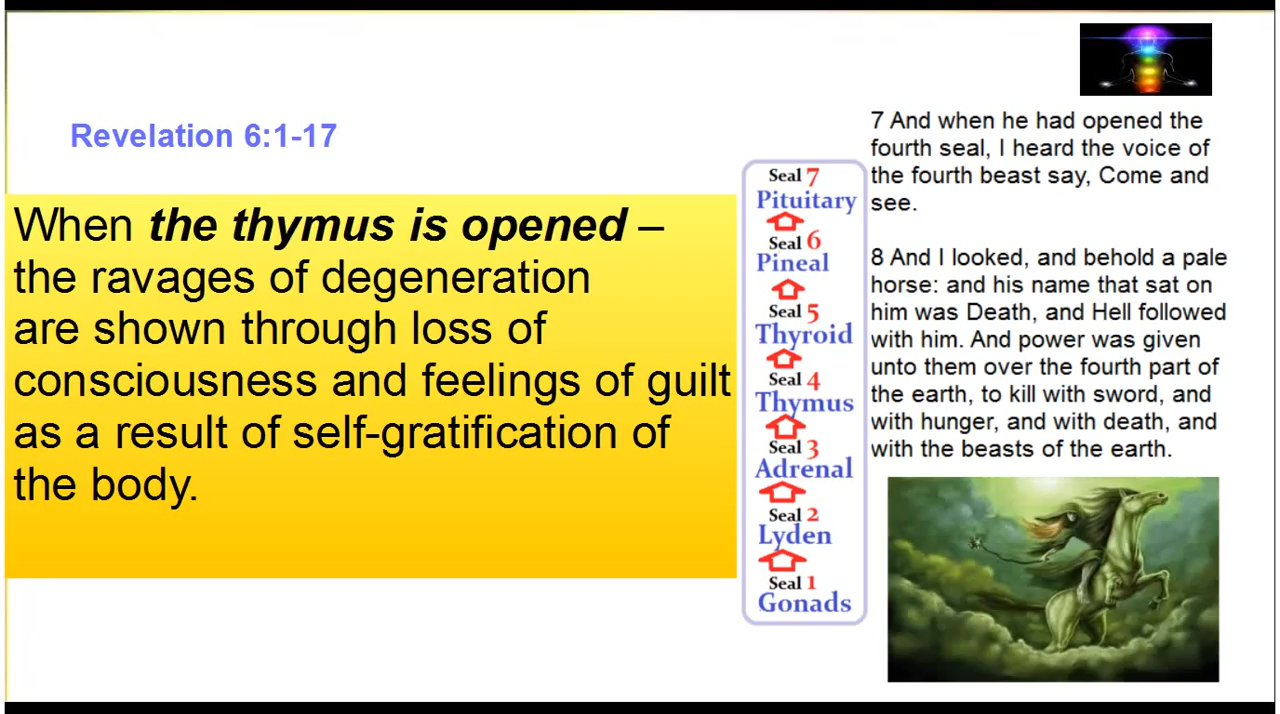 Revelation 6:1-17
When the thymus is opened –
the ravages of degeneration
are shown through loss of
consciousness and feelings of guilt
as a result of self-gratification of
the body.
Seal 7
Pituitary
Seal 6
Pineal
Seal 5
Thyroid
Seal 4
Thymus
Seal 3
Adrenal
Seal 2
Lyden
Seal 1
Gonads
7 And when he had opened the
fourth seal, I heard the voice of
the fourth beast say, Come and
see.
8 And I looked, and behold a pale
horse: and his name that sat on
him was Death, and Hell followed
with him. And power was given
unto them over the fourth part of
the earth, to kill with sword, and
with hunger, and with death, and
with the beasts of the earth.